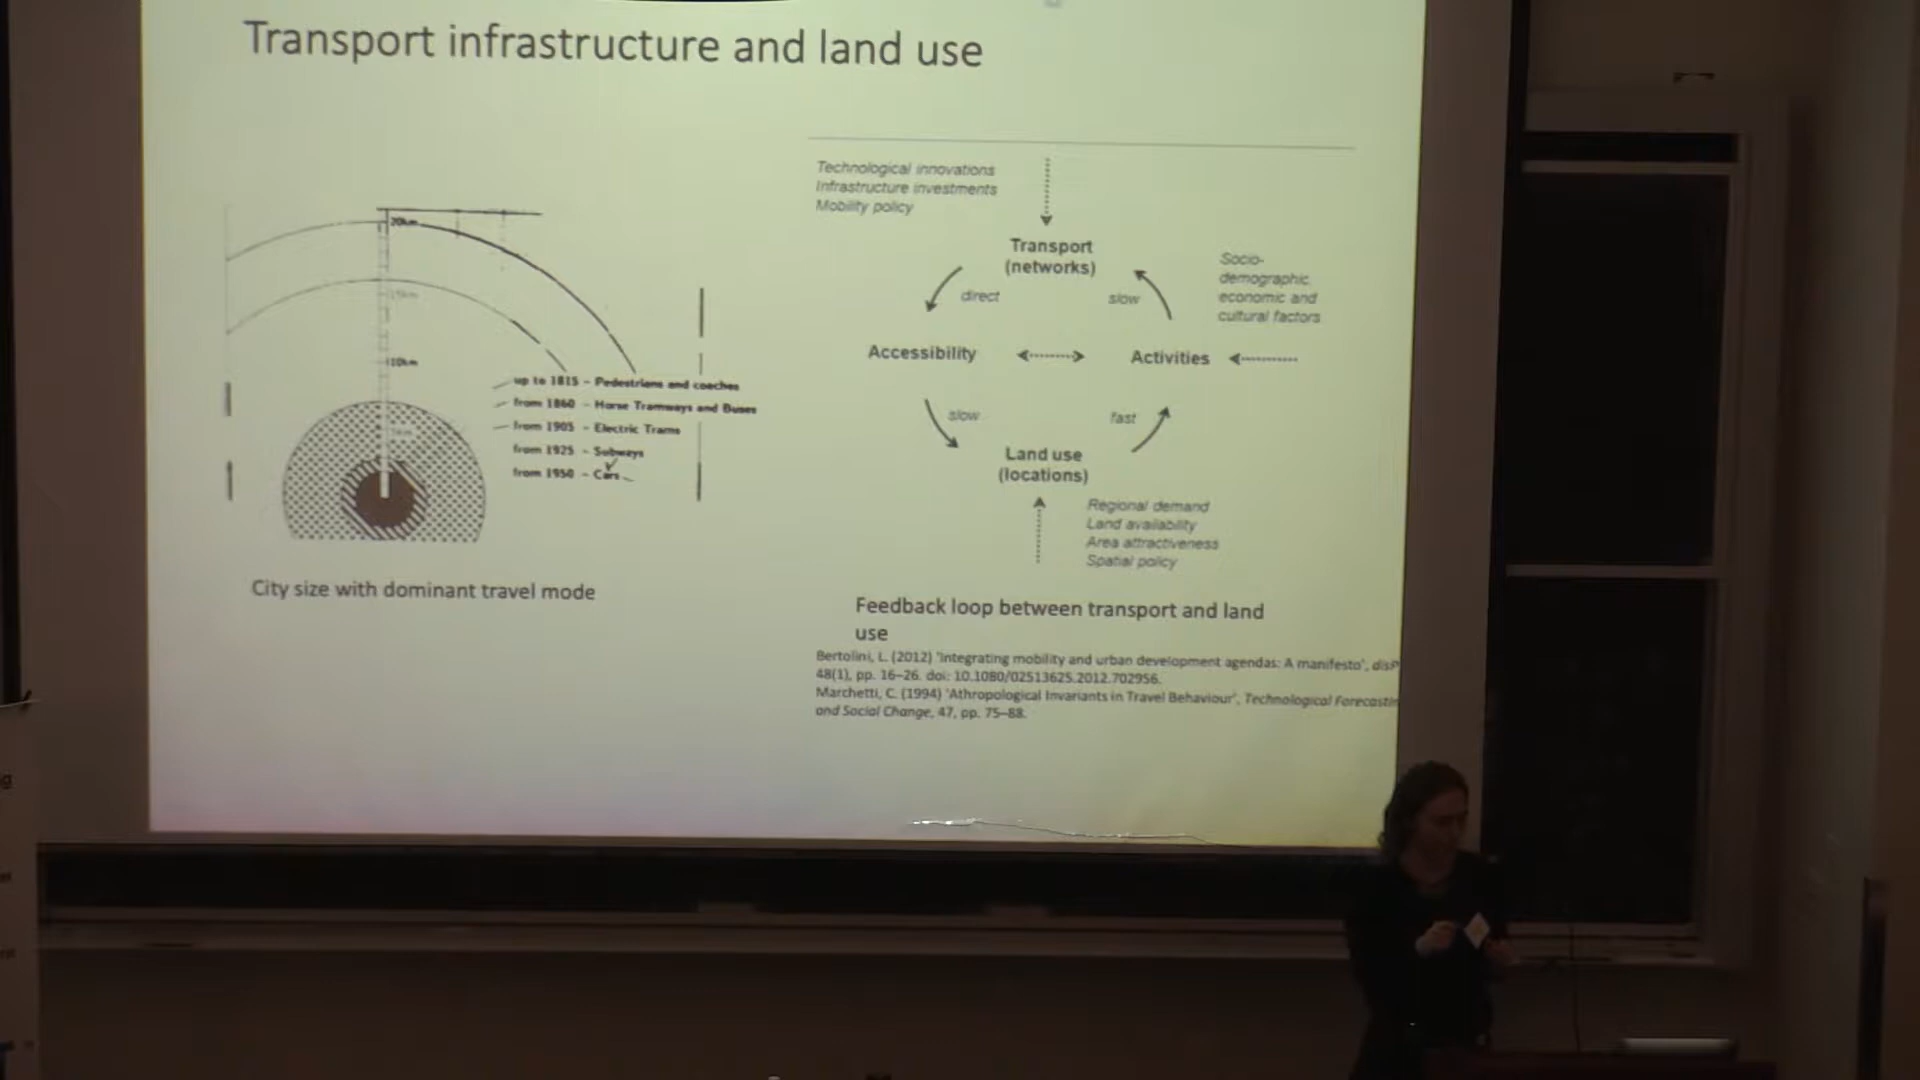 Transport infrastructure and land use
20km
15km
10km
5km
up to 1815 - Pedestrians and coaches
from 1860 - Horse Tramways and Buses
from 1905 - Electric Trams
from 1925 - Subways
from 1950 - Cars
City size with dominant travel mode
Technological innovations
Infrastructure investments
Mobility policy
Transport
(networks)
direct
slow
Socio-
demographic,
economic and
cultural factors
Accessibility
Activities
slow
fast
Land use
(locations)
Regional demand
Land availability
Area attractiveness
Spatial policy
Feedback loop between transport and land
use
Bertolini, L. (2012) 'Integrating mobility and urban development agendas: A manifesto', disP
48(1), pp. 16–26. doi: 10.1080/02513625.2012.702956.
Marchetti, C. (1994) 'Athropological Invariants in Travel Behaviour', Technological Forecastin
and Social Change, 47, pp. 75–88.